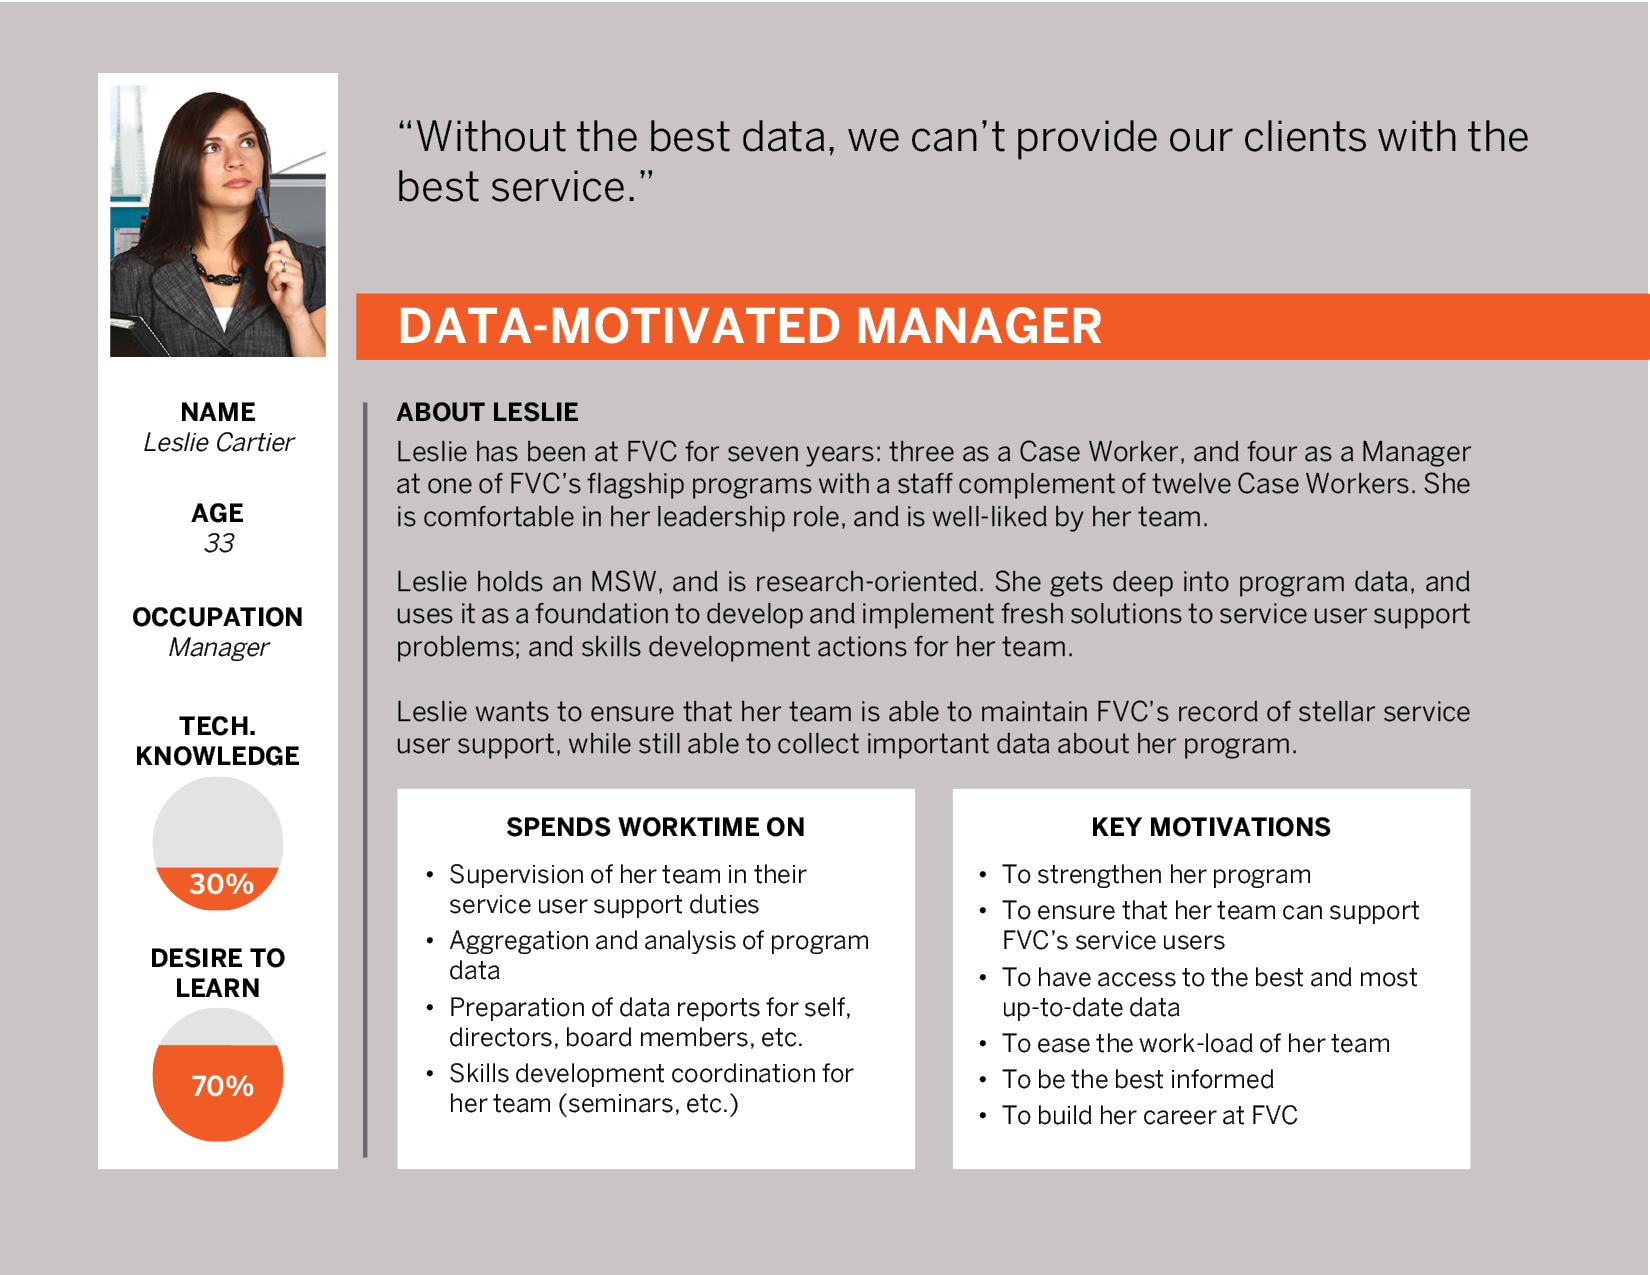 “Without the best data, we can’t provide our clients with the
best service.”
DATA-MOTIVATED MANAGER
NAME
Leslie Cartier
AGE
33
OCCUPATION
Manager
TECH.
KNOWLEDGE
30%
DESIRE TO
LEARN
70%
ABOUT LESLIE
Leslie has been at FVC for seven years: three as a Case Worker, and four as a Manager
at one of FVC’s flagship programs with a staff complement of twelve Case Workers. She
is comfortable in her leadership role, and is well-liked by her team.
Leslie holds an MSW, and is research-oriented. She gets deep into program data, and
uses it as a foundation to develop and implement fresh solutions to service user support
problems; and skills development actions for her team.
Leslie wants to ensure that her team is able to maintain FVC’s record of stellar service
user support, while still able to collect important data about her program.
SPENDS WORKTIME ON
• Supervision of her team in their
service user support duties
• Aggregation and analysis of program
data
• Preparation of data reports for self,
directors, board members, etc.
• Skills development coordination for
her team (seminars, etc.)
KEY MOTIVATIONS
• To strengthen her program
• To ensure that her team can support
FVC’s service users
• To have access to the best and most
up-to-date data
• To ease the work-load of her team
• To be the best informed
• To build her career at FVC